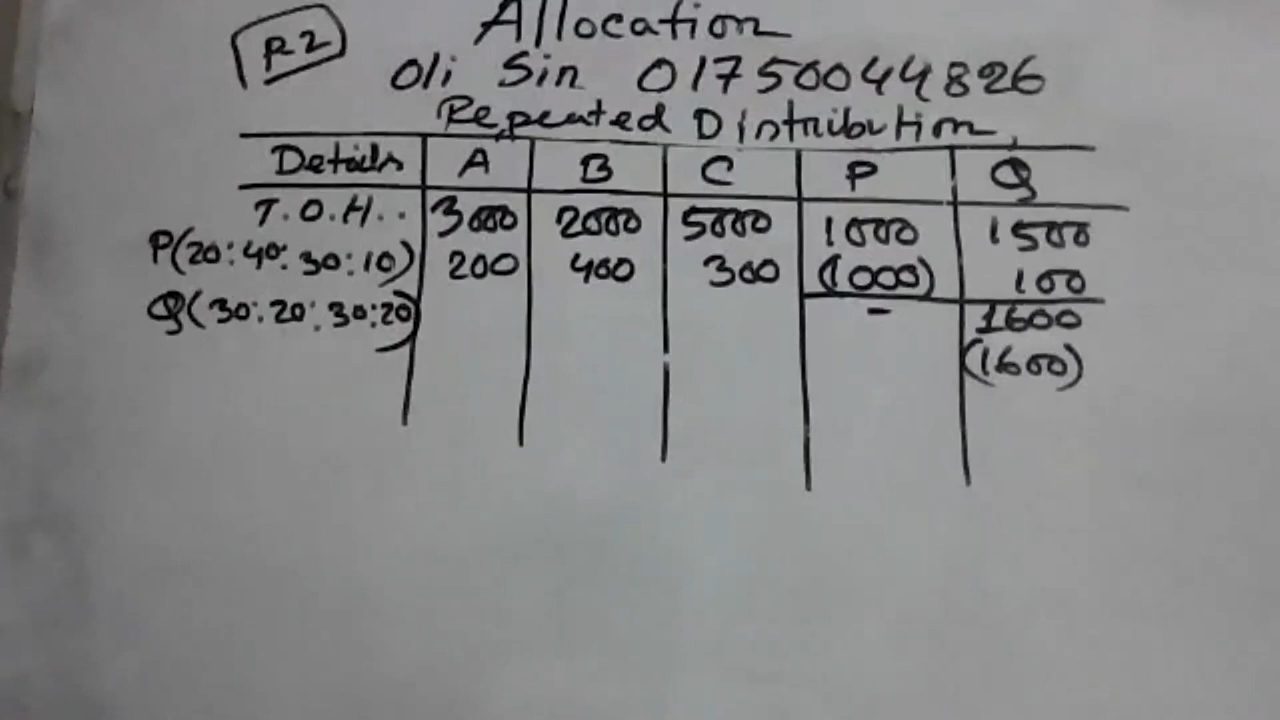 Allocation
R2
Oli Sin 01750044826
Repeated Distribution
Details A B C P Q
T.O.H.. 3000 2000 5000 1000 1500
P(20:40:30:10) 200 400 300 (1000) 100
Q(30:20:30:20) - 1600
(1600)